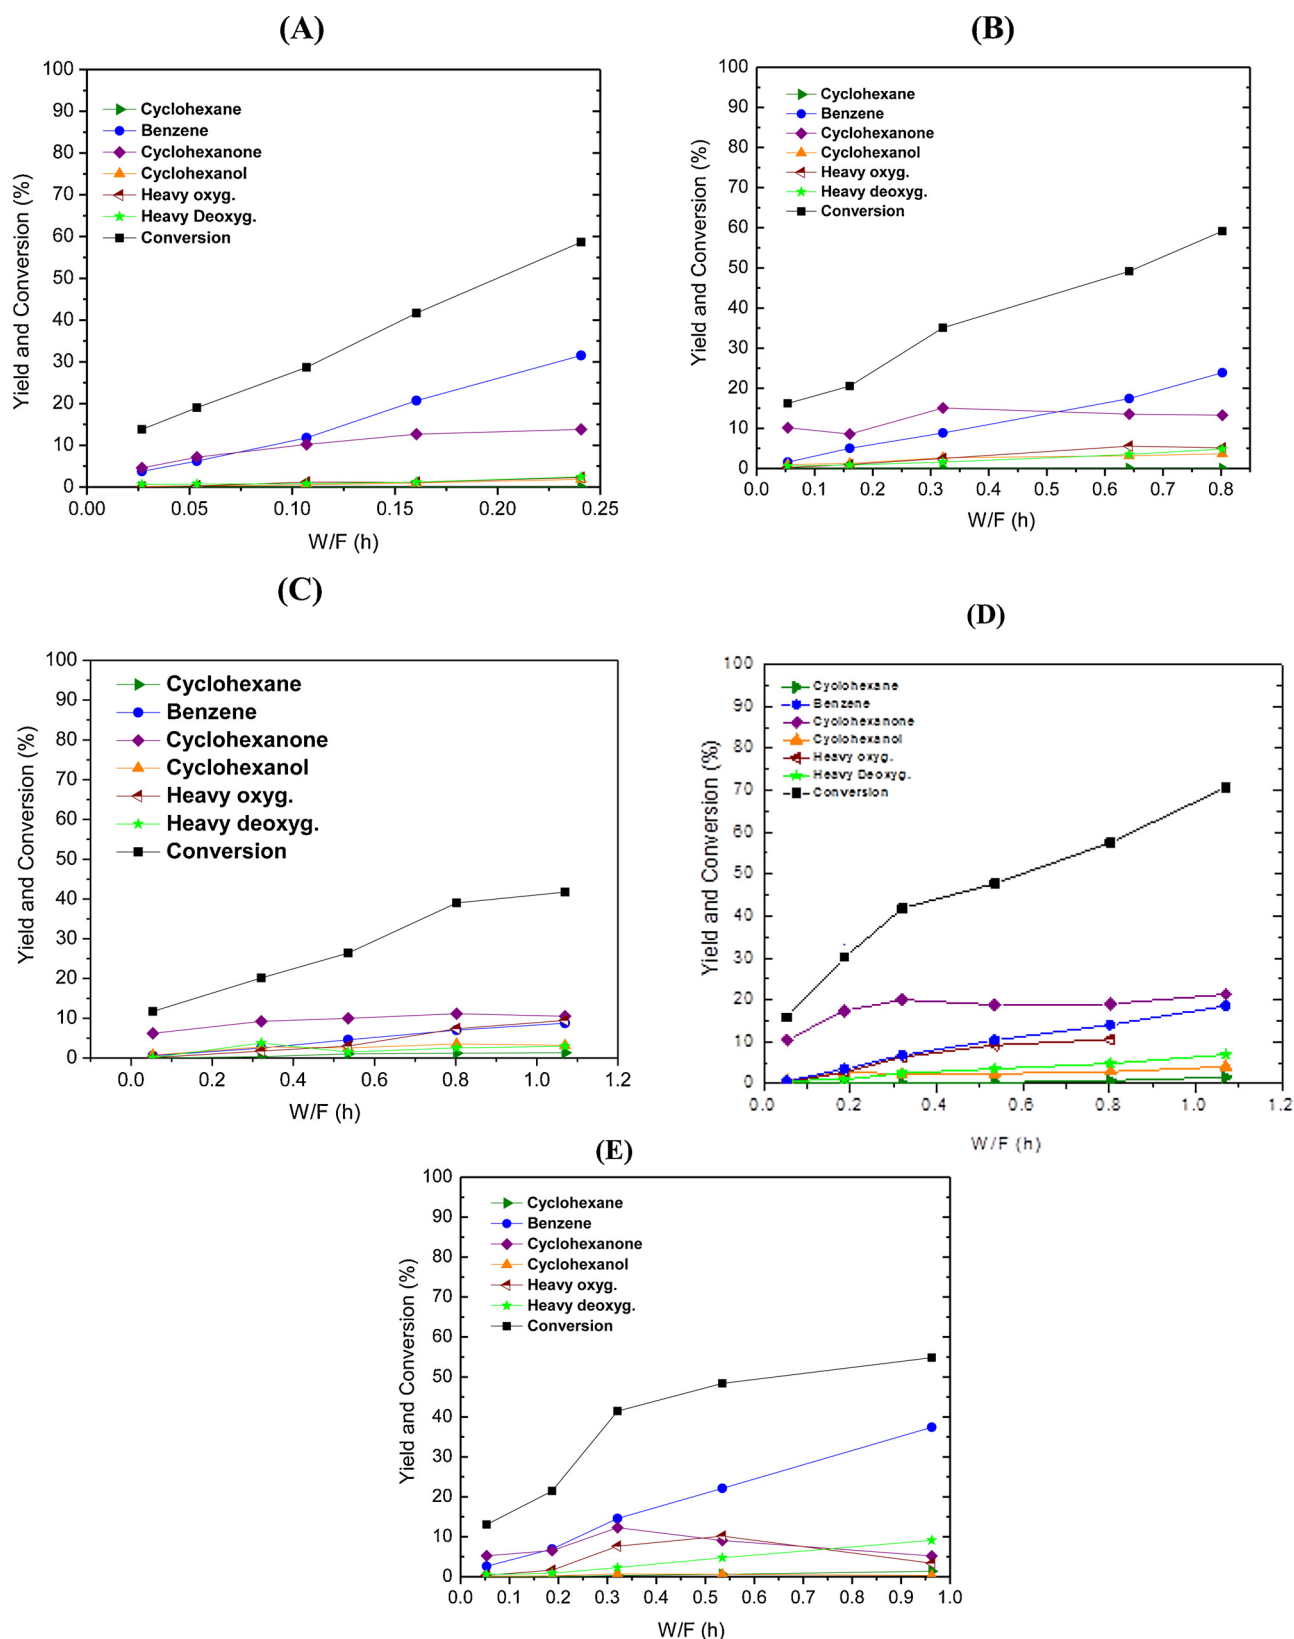 (A)
100
90
80
70
60
50
40
30
20
10
0
Yield and Conversion (%)
Cyclohexane
Benzene
Cyclohexanone
Cyclohexanol
Heavy oxyg.
Heavy Deoxyg.
Conversion
0.00 0.05 0.10 0.15 0.20 0.25
W/F (h)
(B)
100
90
80
70
60
50
40
30
20
10
0
Yield and Conversion (%)
Cyclohexane
Benzene
Cyclohexanone
Cyclohexanol
Heavy oxyg.
Heavy deoxyg.
Conversion
0.0 0.1 0.2 0.3 0.4 0.5 0.6 0.7 0.8
W/F (h)
(C)
100
90
80
70
60
50
40
30
20
10
0
Yield and Conversion (%)
Cyclohexane
Benzene
Cyclohexanone
Cyclohexanol
Heavy oxyg.
Heavy deoxyg.
Conversion
0.0 0.2 0.4 0.6 0.8 1.0 1.2
W/F (h)
(D)
100
90
80
70
60
50
40
30
20
10
0
Yield and Conversion (%)
Cyclohexane
Benzene
Cyclohexanone
Cyclohexanol
Heavy oxyg.
Heavy Deoxyg.
Conversion
0.0 0.2 0.4 0.6 0.8 1.0 1.2
W/F (h)
(E)
100
90
80
70
60
50
40
30
20
10
0
Yield and Conversion (%)
Cyclohexane
Benzene
Cyclohexanone
Cyclohexanol
Heavy oxyg.
Heavy deoxyg.
Conversion
0.0 0.1 0.2 0.3 0.4 0.5 0.6 0.7 0.8 0.9 1.0
W/F (h)